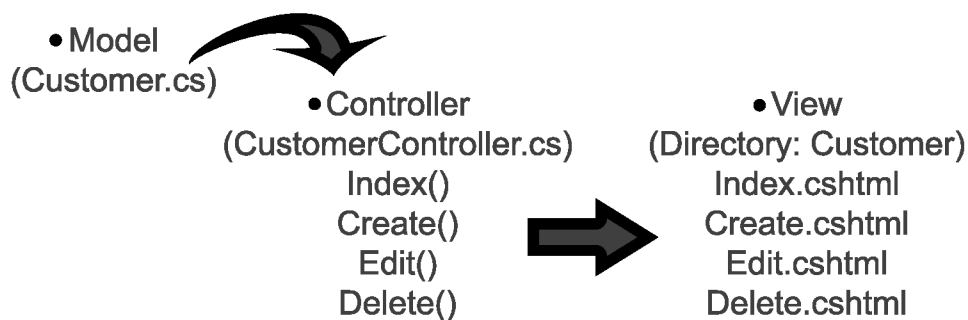 • Model
(Customer.cs)
• Controller
(CustomerController.cs)
Index()
Create()
Edit()
Delete()
• View
(Directory: Customer)
Index.cshtml
Create.cshtml
Edit.cshtml
Delete.cshtml